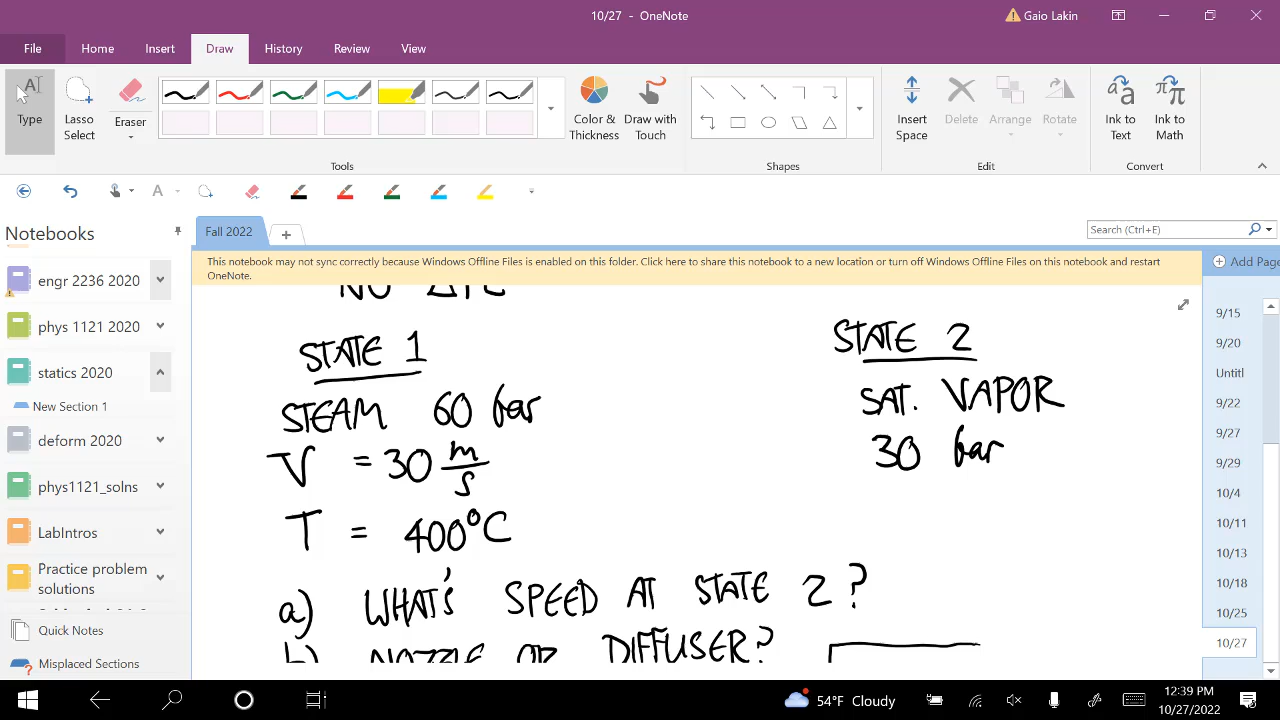 10/27 - OneNote
Gaio Lakin
File Home Insert Draw History Review View
Type
Lasso Select
Eraser
Color & Thickness
Draw with Touch
Insert Space
Delete
Arrange
Rotate
Ink to Text
Ink to Math
Tools
Shapes
Edit
Convert
A
Notebooks
Fall 2022
+
Search (Ctrl+E)
This notebook may not sync correctly because Windows Offline Files is enabled on this folder. Click here to share this notebook to a new location or turn off Windows Offline Files on this notebook and restart
OneNote.
Add Page
engr 2236 2020
phys 1121 2020
statics 2020
New Section 1
deform 2020
phys1121_solns
LabIntro
Practice problem
solutions
Quick Notes
Misplaced Sections
NO ΔPE
STATE 1
STEAM 60 bar
V = 30 m/s
T = 400°C
STATE 2
SAT. VAPOR
30 bar
a) WHAT'S SPEED AT STATE 2?
b) NOZZLE OR DIFFUSER?
9/15
9/20
Untitl
9/22
9/27
9/29
10/4
10/11
10/13
10/18
10/25
10/27
54°F Cloudy
12:39 PM
10/27/2022